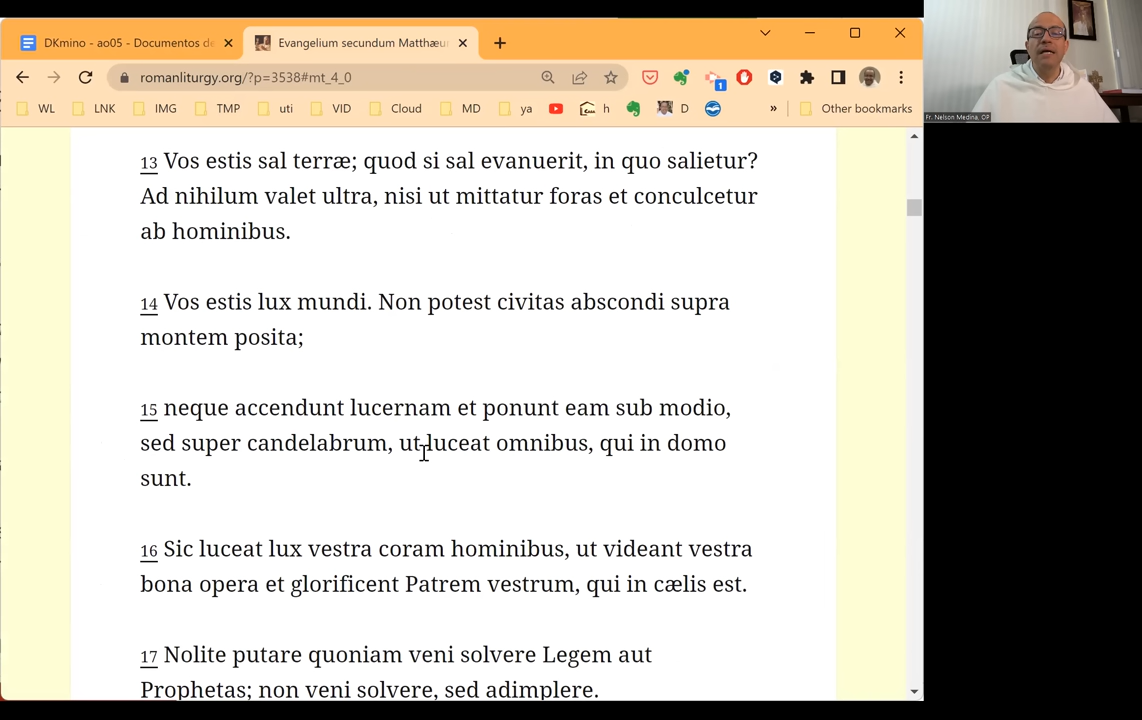 DKmino - ao05 - Documentos de
Evangelium secundum Matthæu
romanliturgy.org/?p=3538#mt_4_0
1
WL LNK IMG TMP uti VID Cloud MD ya h D » Other bookmarks
Fr. Nelson Medina, OP
13 Vos estis sal terræ; quod si sal evanuerit, in quo salietur?
Ad nihilum valet ultra, nisi ut mittatur foras et conculcetur
ab hominibus.
14 Vos estis lux mundi. Non potest civitas abscondi supra
montem posita;
15 neque accendunt lucernam et ponunt eam sub modio,
sed super candelabrum, ut luceat omnibus, qui in domo
sunt.
16 Sic luceat lux vestra coram hominibus, ut videant vestra
bona opera et glorificent Patrem vestrum, qui in cælis est.
17 Nolite putare quoniam veni solvere Legem aut
Prophetas; non veni solvere, sed adimplere.